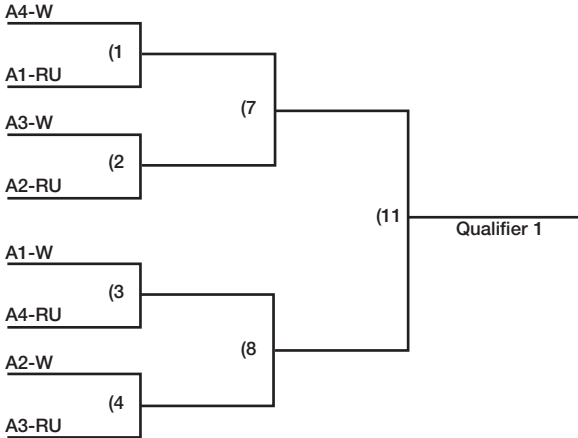 A4-W
(1
A1-RU
(7
A3-W
(2
A2-RU
(11
Qualifier 1
A1-W
(3
A4-RU
(8
A2-W
(4
A3-RU